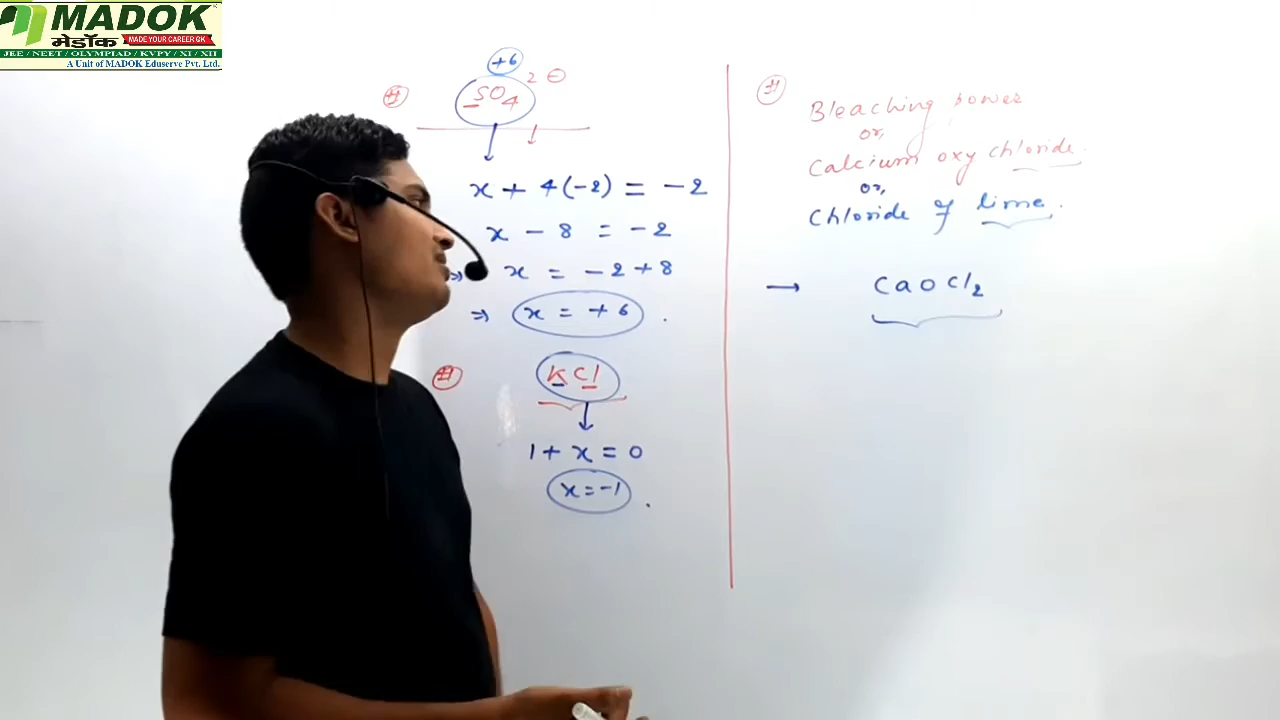 MADOK
मेडॉक MADE YOUR CAREER GK
JEE / NEET / OLYMPIAD / KVPY / XI / XII
A Unit of MADOK Eduserve Pvt. Ltd.
# SO4 2⊖
+6
↓
x + 4(-2) = -2
x - 8 = -2
⇒ x = -2+8
⇒ x = +6 .
# KCl
↓
1 + x = 0
x = -1 .
# Bleaching power
or,
Calcium oxy chloride.
or,
Chloride of lime.
→ CaOCl2